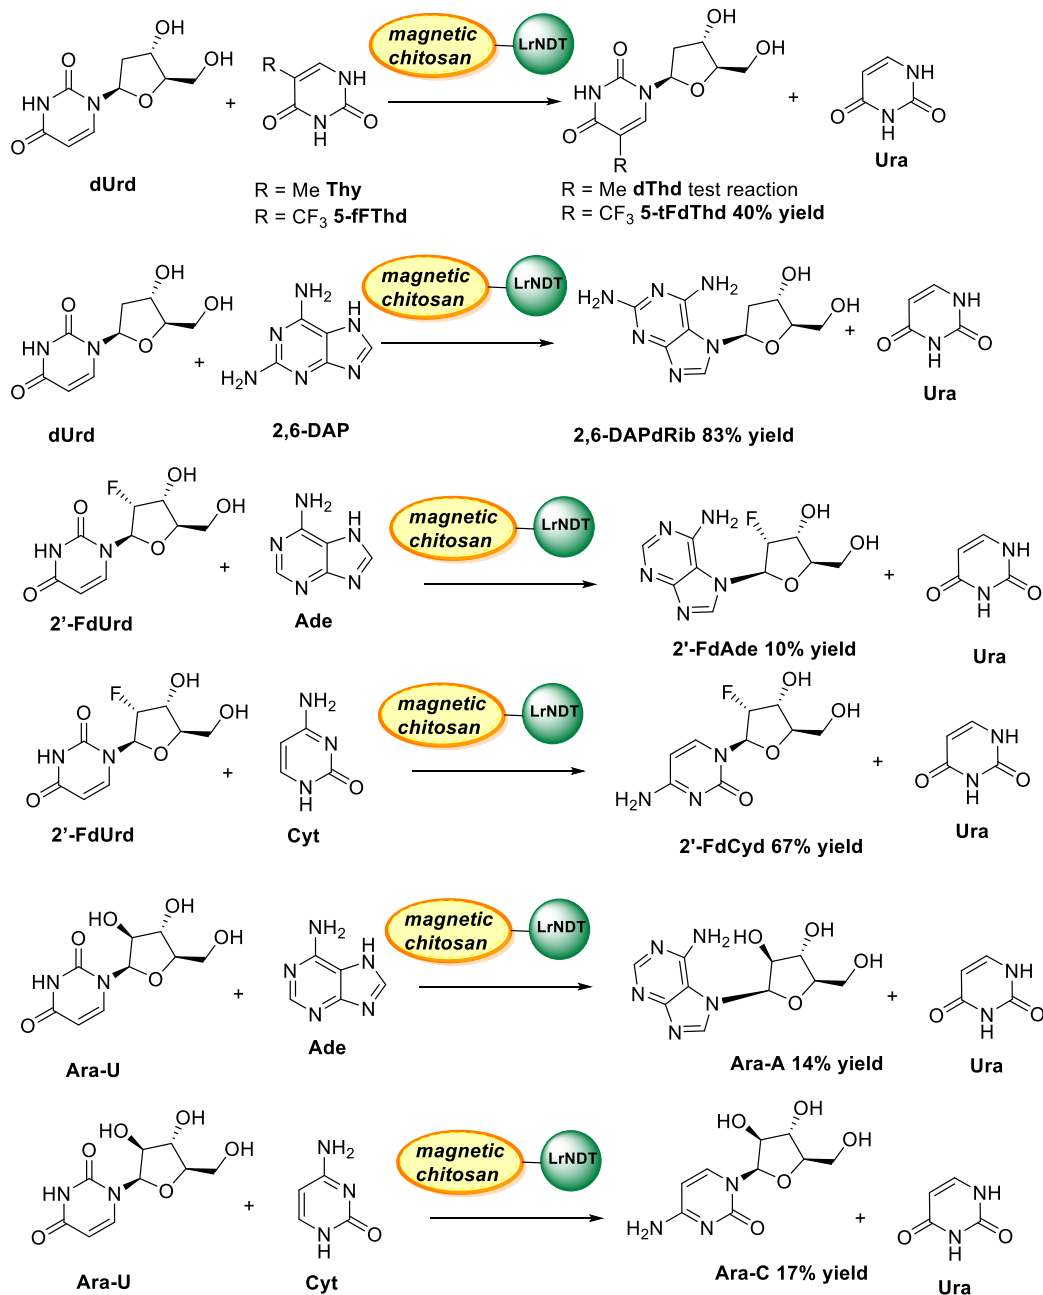 magnetic
chitosan
LrNDT
OH
OH
O
HN
N
O
O
+
R
NH
O
N
H
O
OH
OH
O
HN
N
O
O
R
+
NH
O
N
H
O
Ura
dUrd
R = Me Thy
R = CF3 5-fFThd
R = Me dThd test reaction
R = CF3 5-tFdThd 40% yield
magnetic
chitosan
LrNDT
OH
OH
O
HN
N
O
O
+
NH2
H
N
N
H2N
N
N
NH2
H2N
N
N
N
N
OH
OH
O
+
NH
O
N
H
O
Ura
dUrd
2,6-DAP
2,6-DAPdRib 83% yield
magnetic
chitosan
LrNDT
F
OH
OH
O
HN
N
O
O
+
NH2
H
N
N
N
N
NH2
N
N
N
N
F
OH
OH
O
+
NH
O
N
H
O
2’-FdUrd
Ade
2'-FdAde 10% yield
Ura
magnetic
chitosan
LrNDT
F
OH
OH
O
HN
N
O
O
+
NH2
N
N
H
O
F
OH
OH
O
N
H2N
N
O
+
NH
O
N
H
O
2’-FdUrd
Cyt
2'-FdCyd 67% yield
Ura
magnetic
chitosan
LrNDT
HO
OH
OH
O
HN
N
O
O
+
NH2
H
N
N
N
N
NH2
N
N
N
N
HO
OH
OH
O
+
NH
O
N
H
O
Ara-U
Ade
Ara-A 14% yield
Ura
magnetic
chitosan
LrNDT
HO
OH
OH
O
HN
N
O
O
+
NH2
N
N
H
O
HO
OH
OH
O
N
H2N
N
O
+
NH
O
N
H
O
Ara-U
Cyt
Ara-C 17% yield
Ura